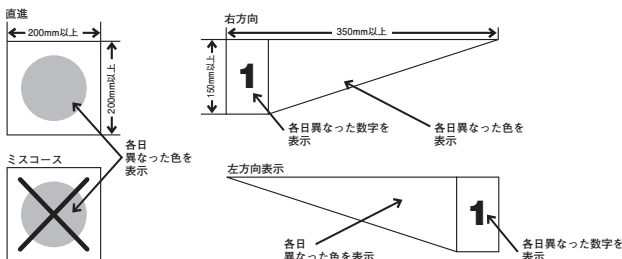 直進
200mm以上
200mm以上
各日
異なった色を
表示
ミスコース
右方向
350mm以上
150mm以上
1
各日異なった数字を
表示
各日異なった色を
表示
左方向表示
1
各日
異なった色を表示
各日異なった数字を
表示